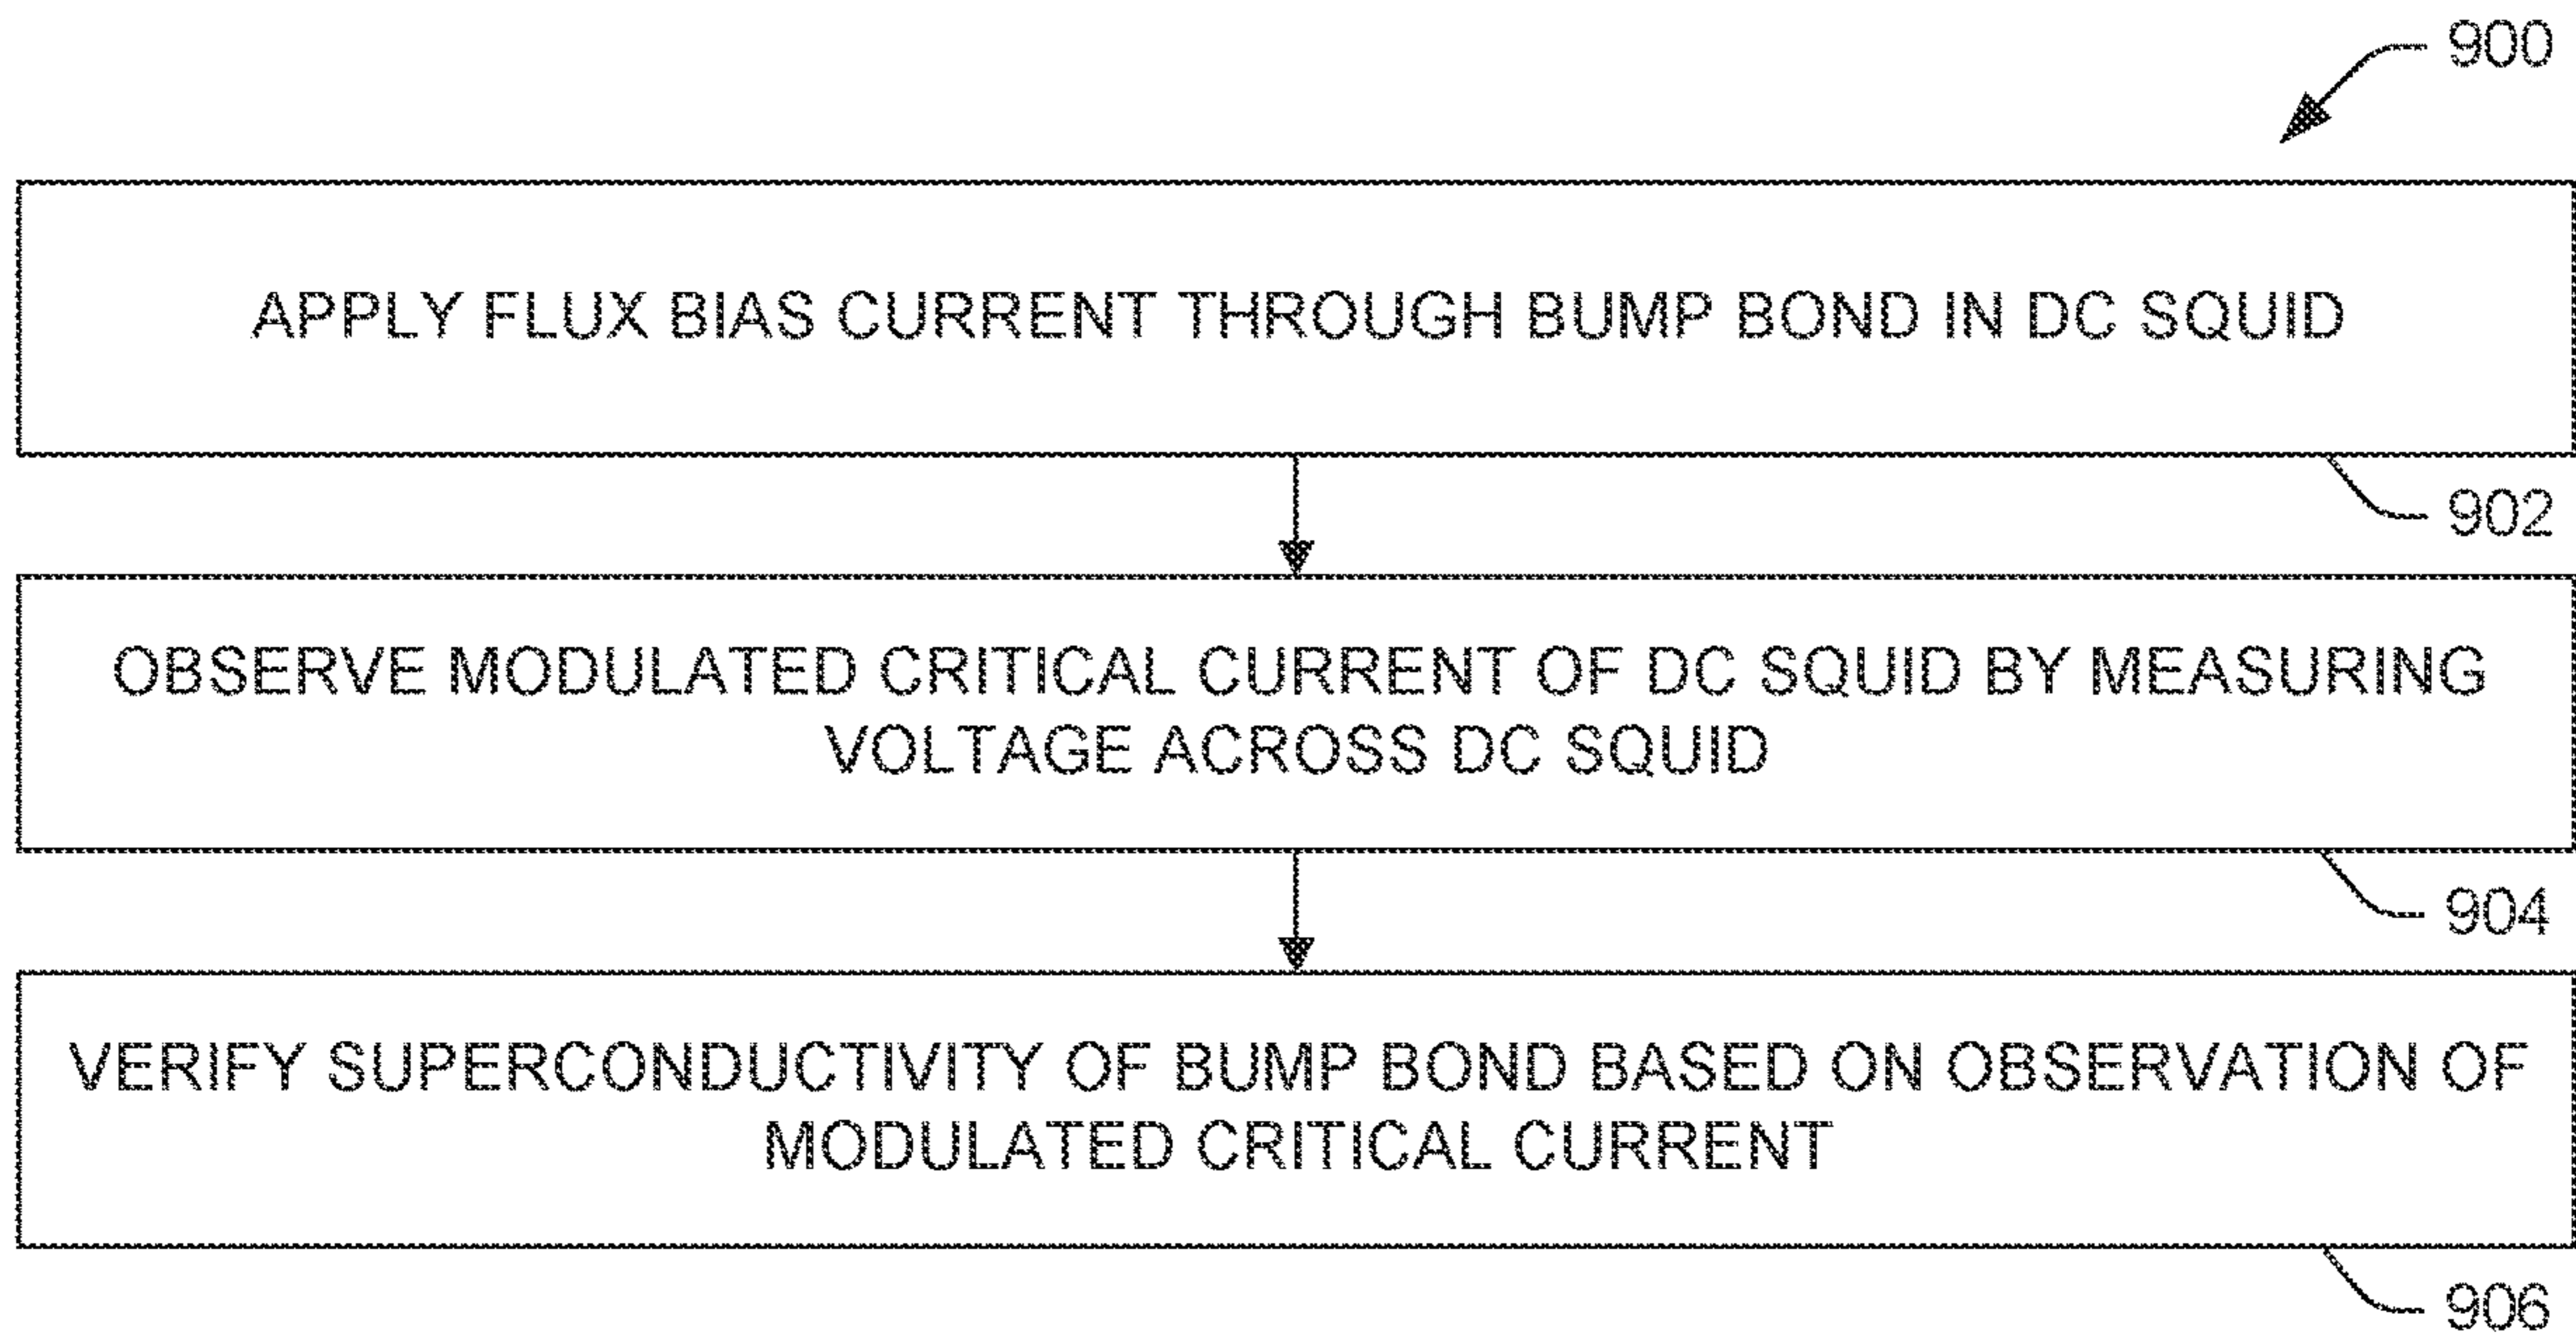 900
APPLY FLUX BIAS CURRENT THROUGH BUMP BOND IN DC SQUID
902
OBSERVE MODULATED CRITICAL CURRENT OF DC SQUID BY MEASURING
VOLTAGE ACROSS DC SQUID
904
VERIFY SUPERCONDUCTIVITY OF BUMP BOND BASED ON OBSERVATION OF
MODULATED CRITICAL CURRENT
906